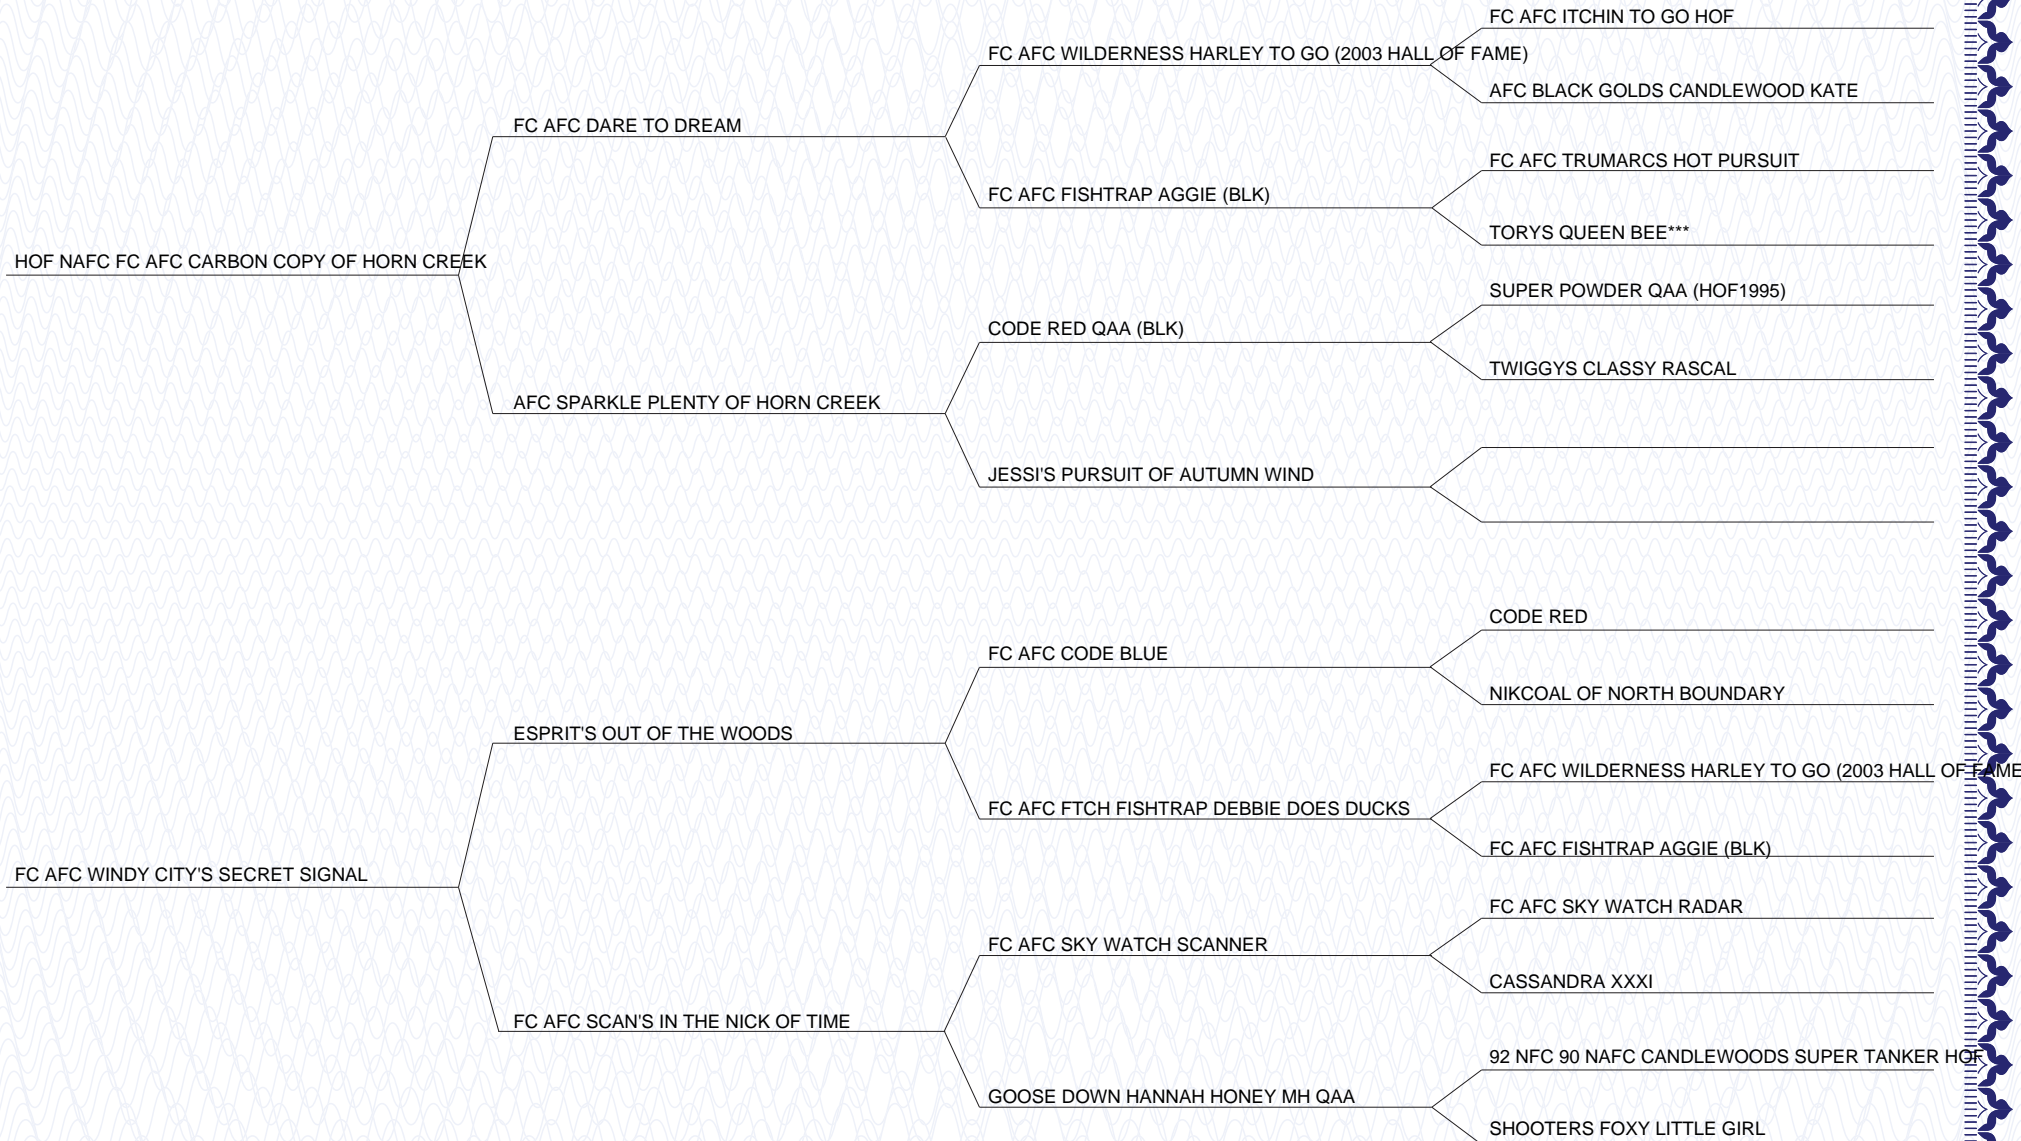 FC AFC ITCHIN TO GO HOF
FC AFC WILDERNESS HARLEY TO GO (2003 HALL OF FAME)
AFC BLACK GOLDS CANDLEWOOD KATE
FC AFC DARE TO DREAM
FC AFC TRUMARCS HOT PURSUIT
FC AFC FISHTRAP AGGIE (BLK)
TORYS QUEEN BEE***
HOF NAFC FC AFC CARBON COPY OF HORN CREEK
SUPER POWDER QAA (HOF1995)
CODE RED QAA (BLK)
TWIGGYS CLASSY RASCAL
AFC SPARKLE PLENTY OF HORN CREEK
JESSI'S PURSUIT OF AUTUMN WIND
CODE RED
FC AFC CODE BLUE
NIKCOAL OF NORTH BOUNDARY
ESPRIT'S OUT OF THE WOODS
FC AFC WILDERNESS HARLEY TO GO (2003 HALL OF FAME
FC AFC FTCH FISHTRAP DEBBIE DOES DUCKS
FC AFC FISHTRAP AGGIE (BLK)
FC AFC WINDY CITY'S SECRET SIGNAL
FC AFC SKY WATCH RADAR
FC AFC SKY WATCH SCANNER
CASSANDRA XXXI
FC AFC SCAN'S IN THE NICK OF TIME
92 NFC 90 NAFC CANDLEWOODS SUPER TANKER HOF
GOOSE DOWN HANNAH HONEY MH QAA
SHOOTERS FOXY LITTLE GIRL